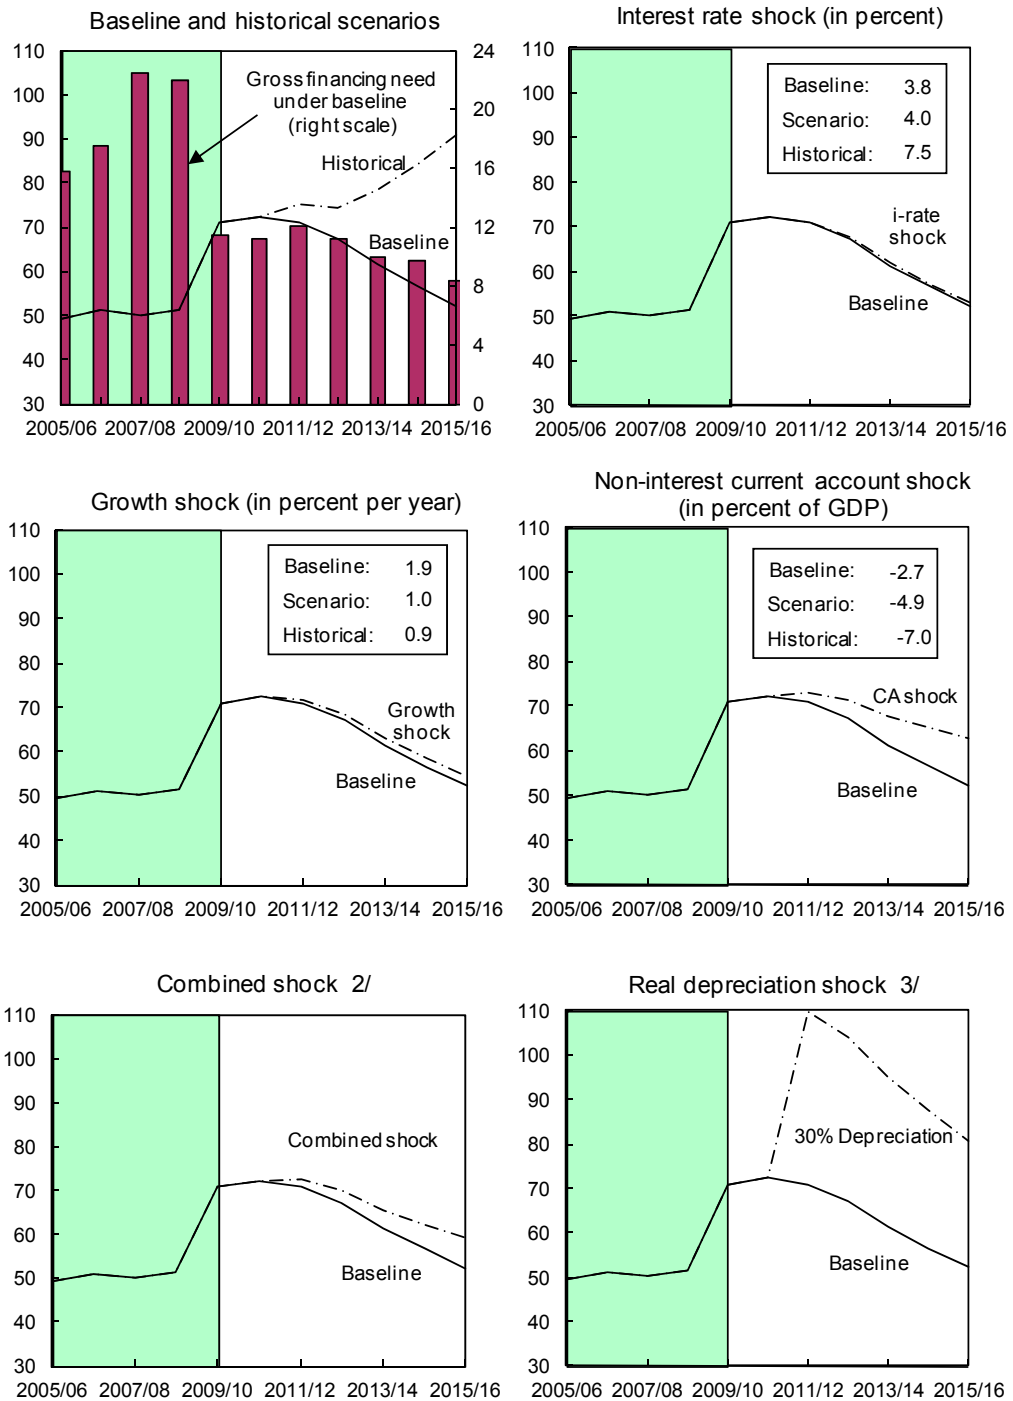 Baseline and historical scenarios
110
100
90
80
70
60
50
40
30
24
20
16
12
8
4
0
Gross financing need
under baseline
(right scale)
Historical
Baseline
2005/06 2007/08 2009/10 2011/12 2013/14 2015/16
Interest rate shock (in percent)
110
100
90
80
70
60
50
40
30
Baseline: 3.8
Scenario: 4.0
Historical: 7.5
i-rate
shock
Baseline
2005/06 2007/08 2009/10 2011/12 2013/14 2015/16
Growth shock (in percent per year)
110
100
90
80
70
60
50
40
30
Baseline: 1.9
Scenario: 1.0
Historical: 0.9
Growth
shock
Baseline
2005/06 2007/08 2009/10 2011/12 2013/14 2015/16
Non-interest current account shock
(in percent of GDP)
110
100
90
80
70
60
50
40
30
Baseline: -2.7
Scenario: -4.9
Historical: -7.0
CA shock
Baseline
2005/06 2007/08 2009/10 2011/12 2013/14 2015/16
Combined shock 2/
110
100
90
80
70
60
50
40
30
Combined shock
Baseline
2005/06 2007/08 2009/10 2011/12 2013/14 2015/16
Real depreciation shock 3/
110
100
90
80
70
60
50
40
30
30% Depreciation
Baseline
2005/06 2007/08 2009/10 2011/12 2013/14 2015/16